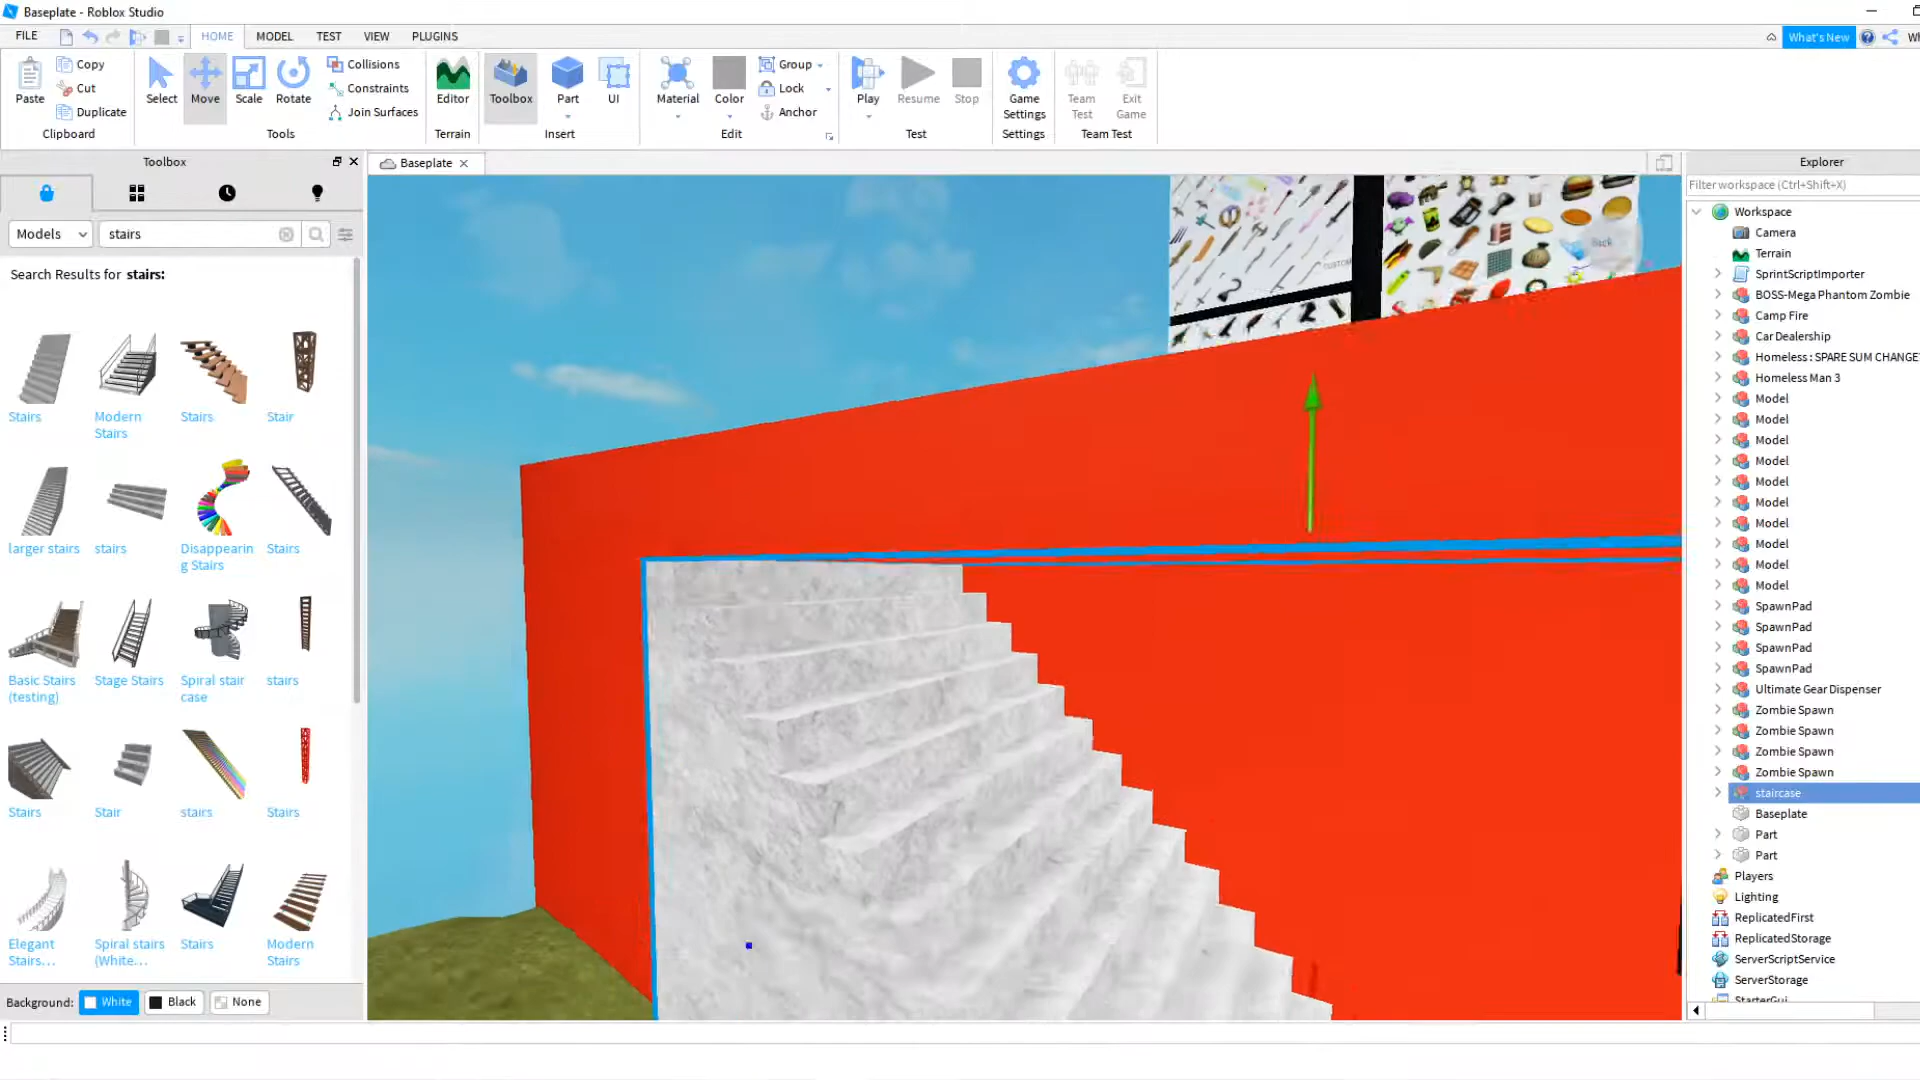 Baseplate - Roblox Studio
FILE HOME MODEL TEST VIEW PLUGINS What's New
Copy
Cut
Duplicate
Paste
Clipboard
Select Move Scale Rotate
Collisions
Constraints
Join Surfaces
Tools
Editor
Terrain
Toolbox Part UI
Insert
Material Color
Group
Lock
Anchor
Edit
Play Resume Stop
Test
Game Settings
Settings
Team Test
Exit Game
Team Test
Toolbox
Baseplate
Models
stairs
Search Results for stairs:
Stairs
Modern Stairs
Stairs
Stair
larger stairs
stairs
Disappearin
g Stairs
Stairs
Basic Stairs
(testing)
Stage Stairs
Spiral stair
case
stairs
Stairs
Stair
stairs
Stairs
Elegant
Stairs...
Spiral stairs
(White...
Stairs
Modern
Stairs
Background: White Black None
Back
Explorer
Filter workspace (Ctrl+Shift+X)
Workspace
Camera
Terrain
SprintScriptImporter
BOSS-Mega Phantom Zombie
Camp Fire
Car Dealership
Homeless : SPARE SUM CHANGE
Homeless Man 3
Model
Model
Model
Model
Model
Model
Model
Model
Model
Model
SpawnPad
SpawnPad
SpawnPad
SpawnPad
Ultimate Gear Dispenser
Zombie Spawn
Zombie Spawn
Zombie Spawn
Zombie Spawn
staircase
Baseplate
Part
Part
Players
Lighting
ReplicatedFirst
ReplicatedStorage
ServerScriptService
ServerStorage
StarterGui